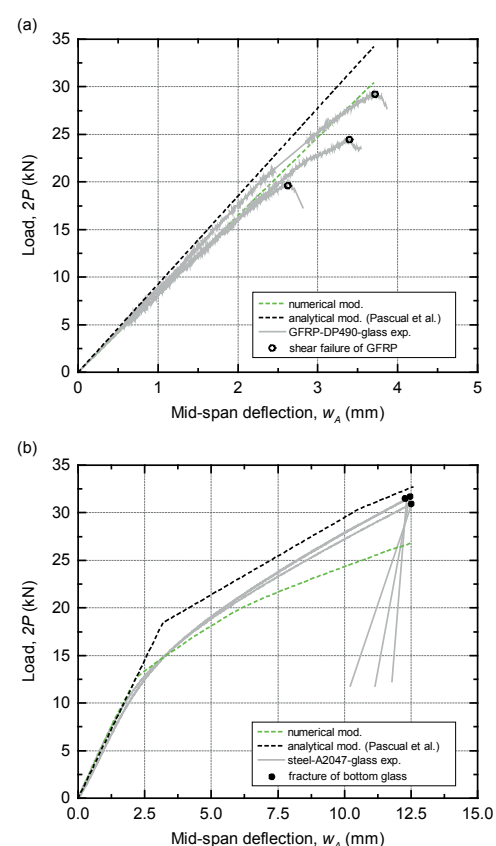 (a)
35
30
25
20
15
10
5
0
Load, 2P (kN)
numerical mod.
analytical mod. (Pascual et al.)
GFRP-DP490-glass exp.
shear failure of GFRP
0 1 2 3 4 5
Mid-span deflection, wA (mm)
(b)
35
30
25
20
15
10
5
0
Load, 2P (kN)
numerical mod.
analytical mod. (Pascual et al.)
steel-A2047-glass exp.
fracture of bottom glass
0.0 2.5 5.0 7.5 10.0 12.5 15.0
Mid-span deflection, wA (mm)